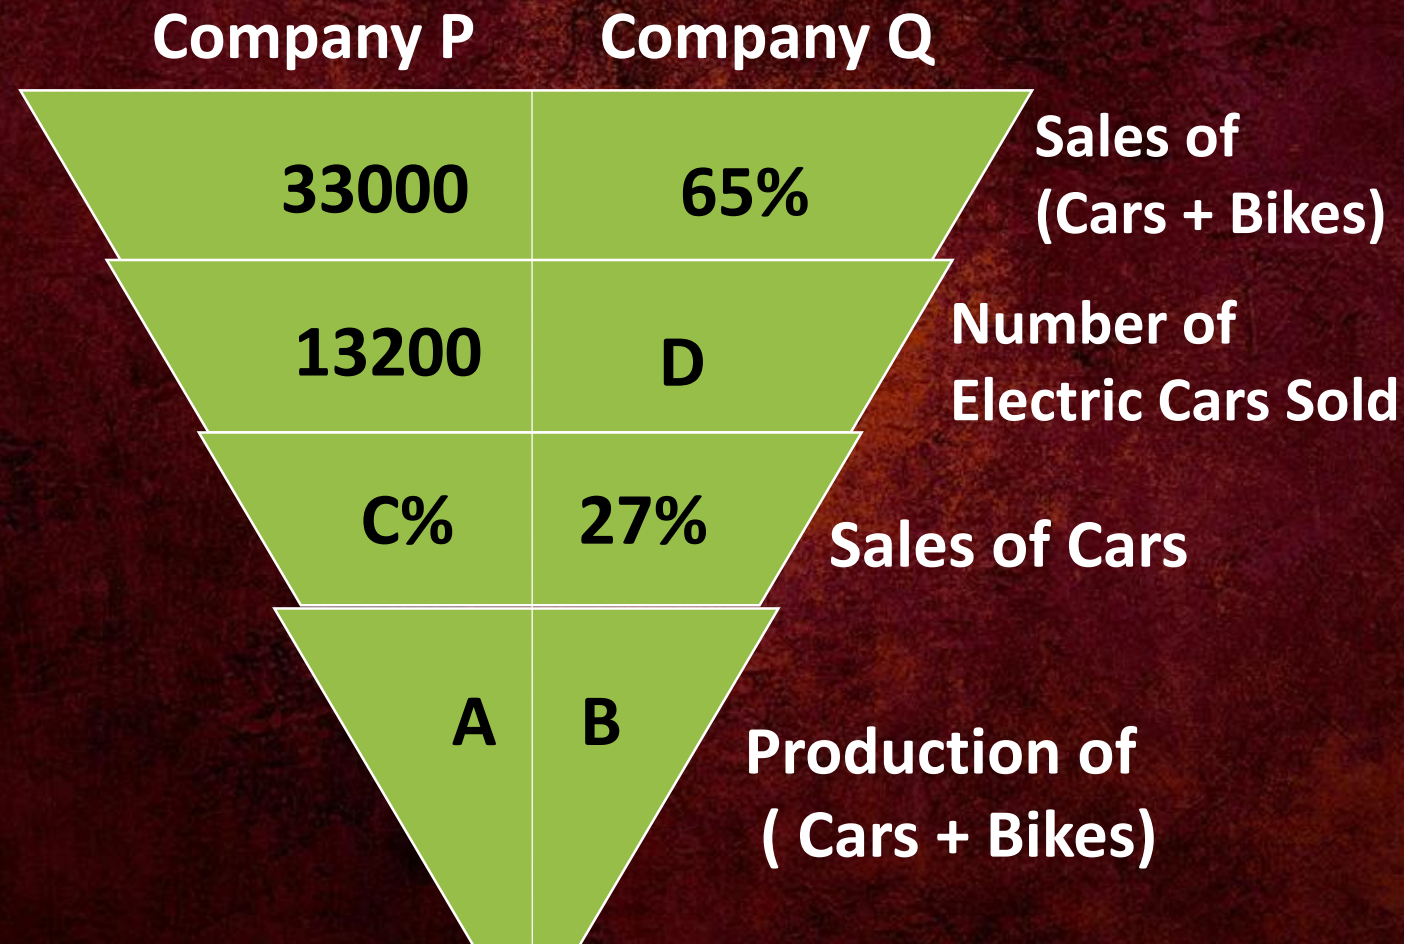 Company P Company Q
33000 65% Sales of
(Cars + Bikes)
13200 D Number of
Electric Cars Sold
C% 27% Sales of Cars
A B Production of
( Cars + Bikes)